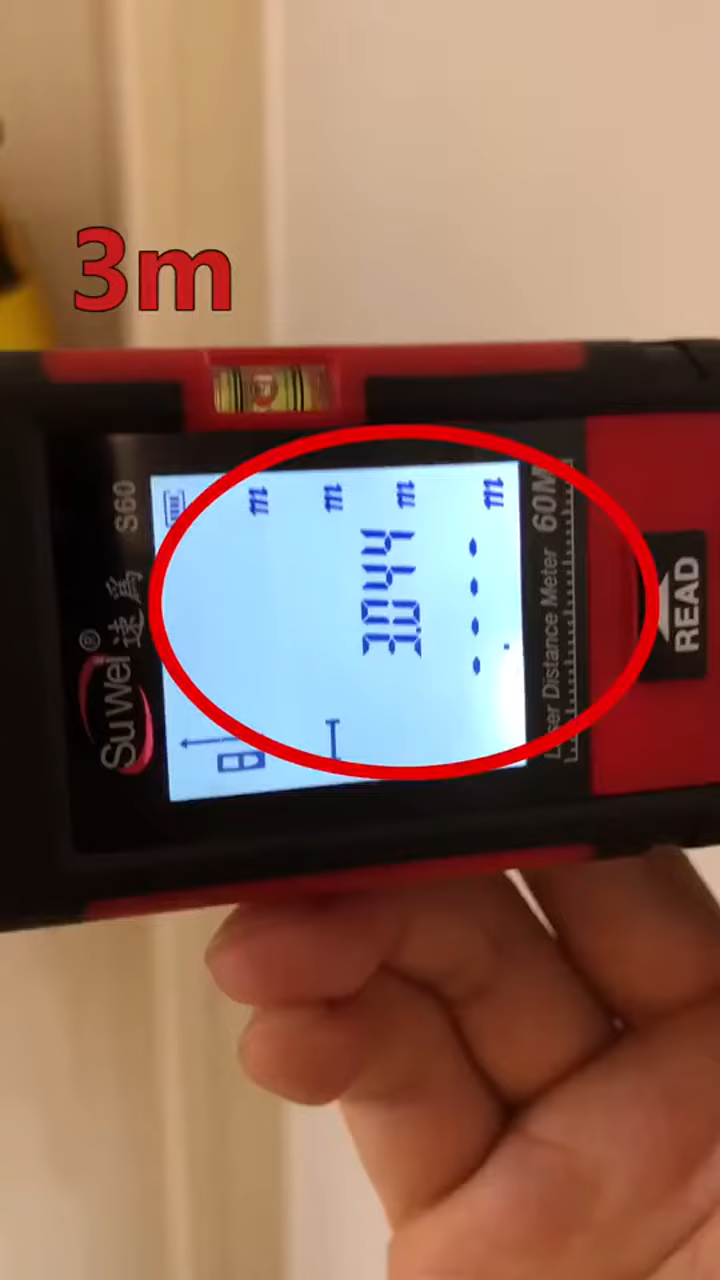 3m
SuWei® 速為 S60
m
m
3.044 m
-.--- m
Laser Distance Meter 60M
READ